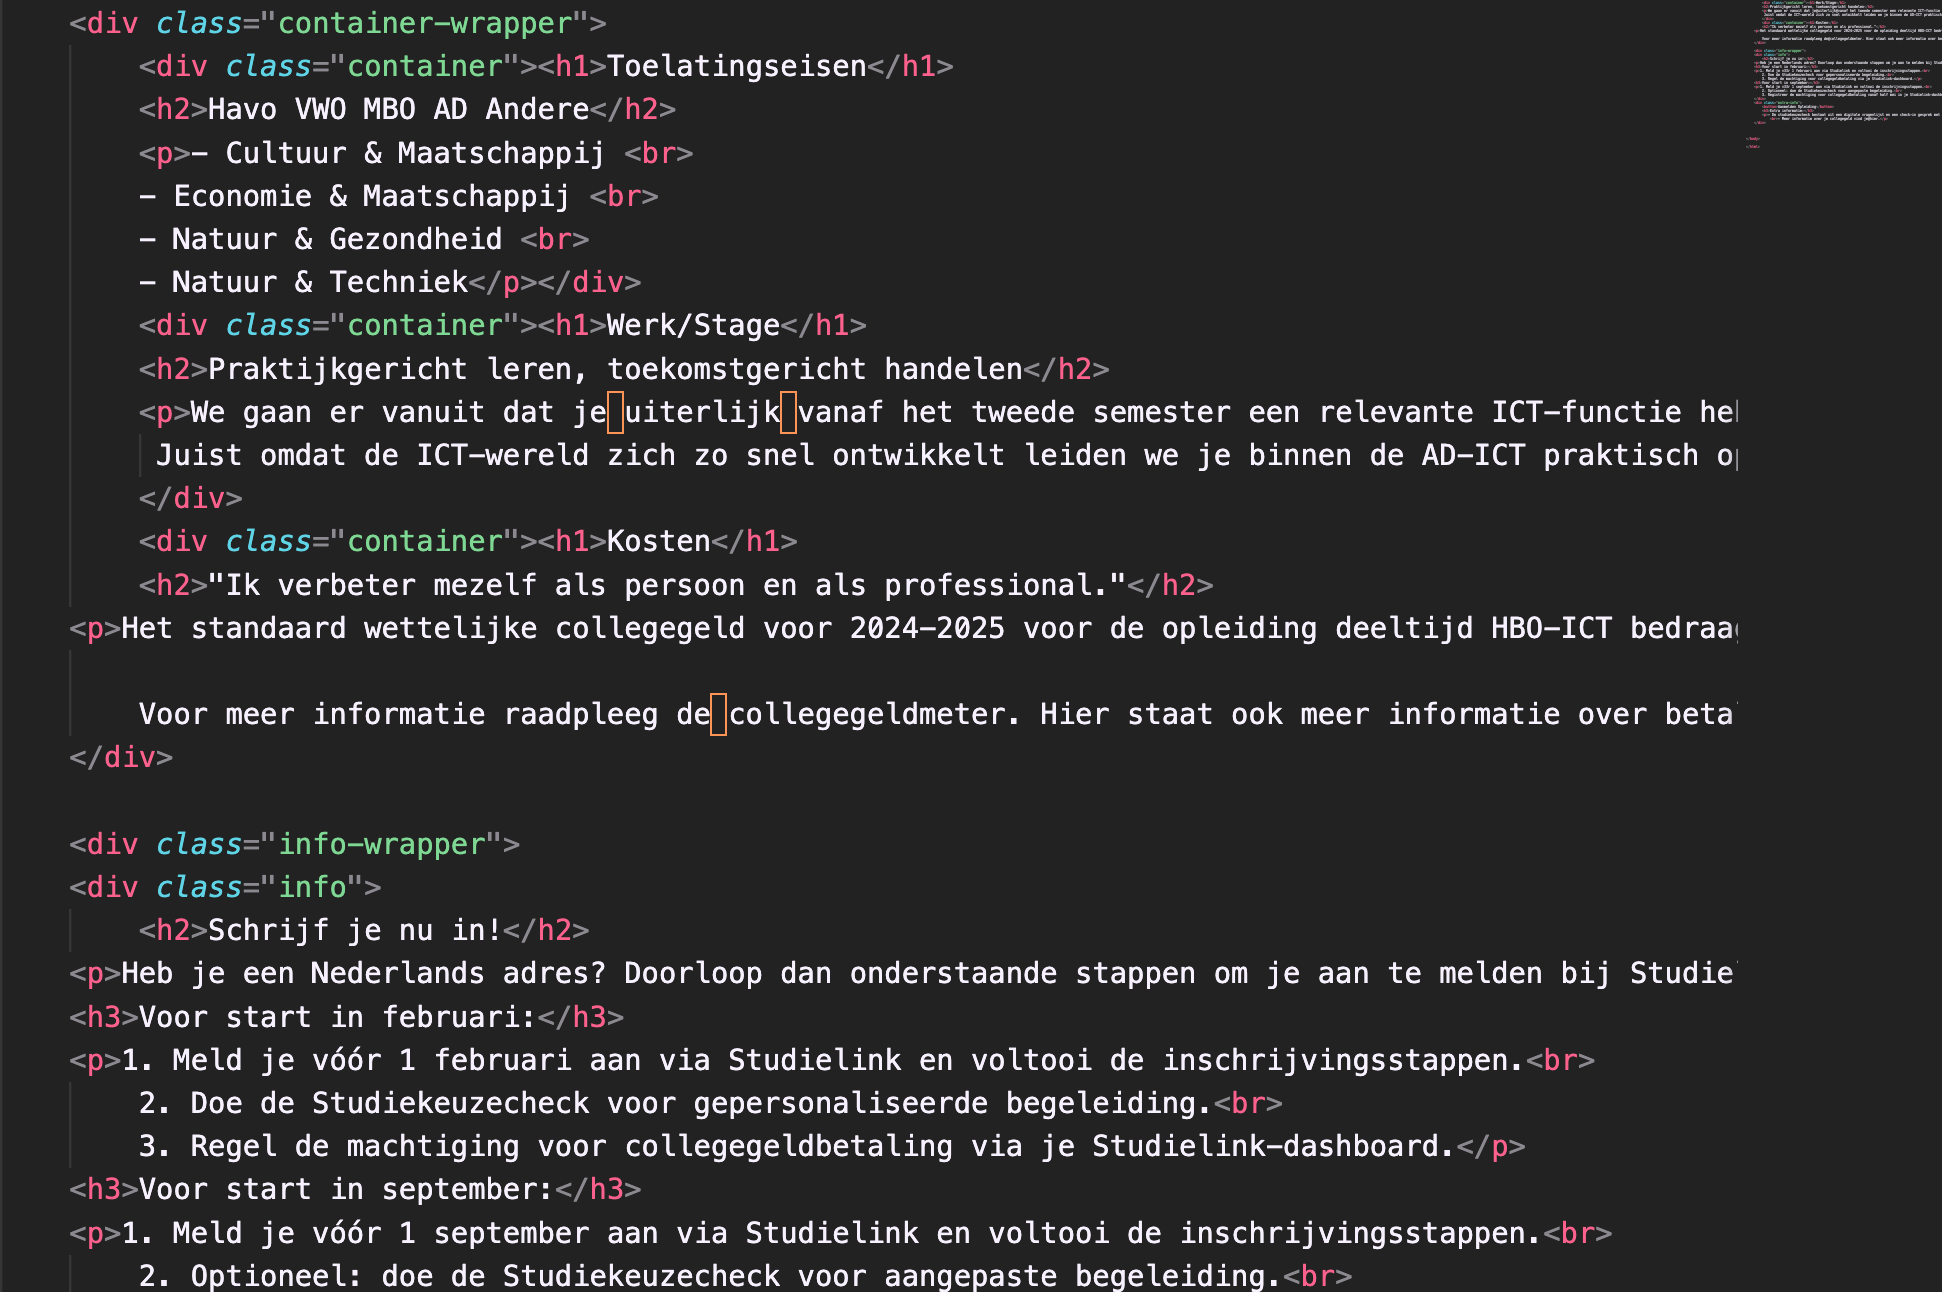 <div class="container-wrapper">
<div class="container"><h1>Toelatingseisen</h1>
<h2>Havo VWO MBO AD Andere</h2>
<p>- Cultuur & Maatschappij <br>
- Economie & Maatschappij <br>
- Natuur & Gezondheid <br>
- Natuur & Techniek</p></div>
<div class="container"><h1>Werk/Stage</h1>
<h2>Praktijkgericht leren, toekomstgericht handelen</h2>
<p>We gaan er vanuit dat je uiterlijk vanaf het tweede semester een relevante ICT-functie
Juist omdat de ICT-wereld zich zo snel ontwikkelt leiden we je binnen de AD-ICT praktisch
</div>
<div class="container"><h1>Kosten</h1>
<h2>"Ik verbeter mezelf als persoon en als professional."</h2>
<p>Het standaard wettelijke collegegeld voor 2024-2025 voor de opleiding deeltijd HBO-ICT
Voor meer informatie raadpleeg de collegegeldmeter. Hier staat ook meer informatie over
</div>
<div class="info-wrapper">
<div class="info">
<h2>Schrijf je nu in!</h2>
<p>Heb je een Nederlands adres? Doorloop dan onderstaande stappen om je aan te melden bij
<h3>Voor start in februari:</h3>
<p>1. Meld je vóór 1 februari aan via Studielink en voltooi de inschrijvingsstappen.<br>
2. Doe de Studiekeuzecheck voor gepersonaliseerde begeleiding.<br>
3. Regel de machtiging voor collegegeldbetaling via je Studielink-dashboard.</p>
<h3>Voor start in september:</h3>
<p>1. Meld je vóór 1 september aan via Studielink en voltooi de inschrijvingsstappen.<br>
2. Optioneel: doe de Studiekeuzecheck voor aangepaste begeleiding.<br>